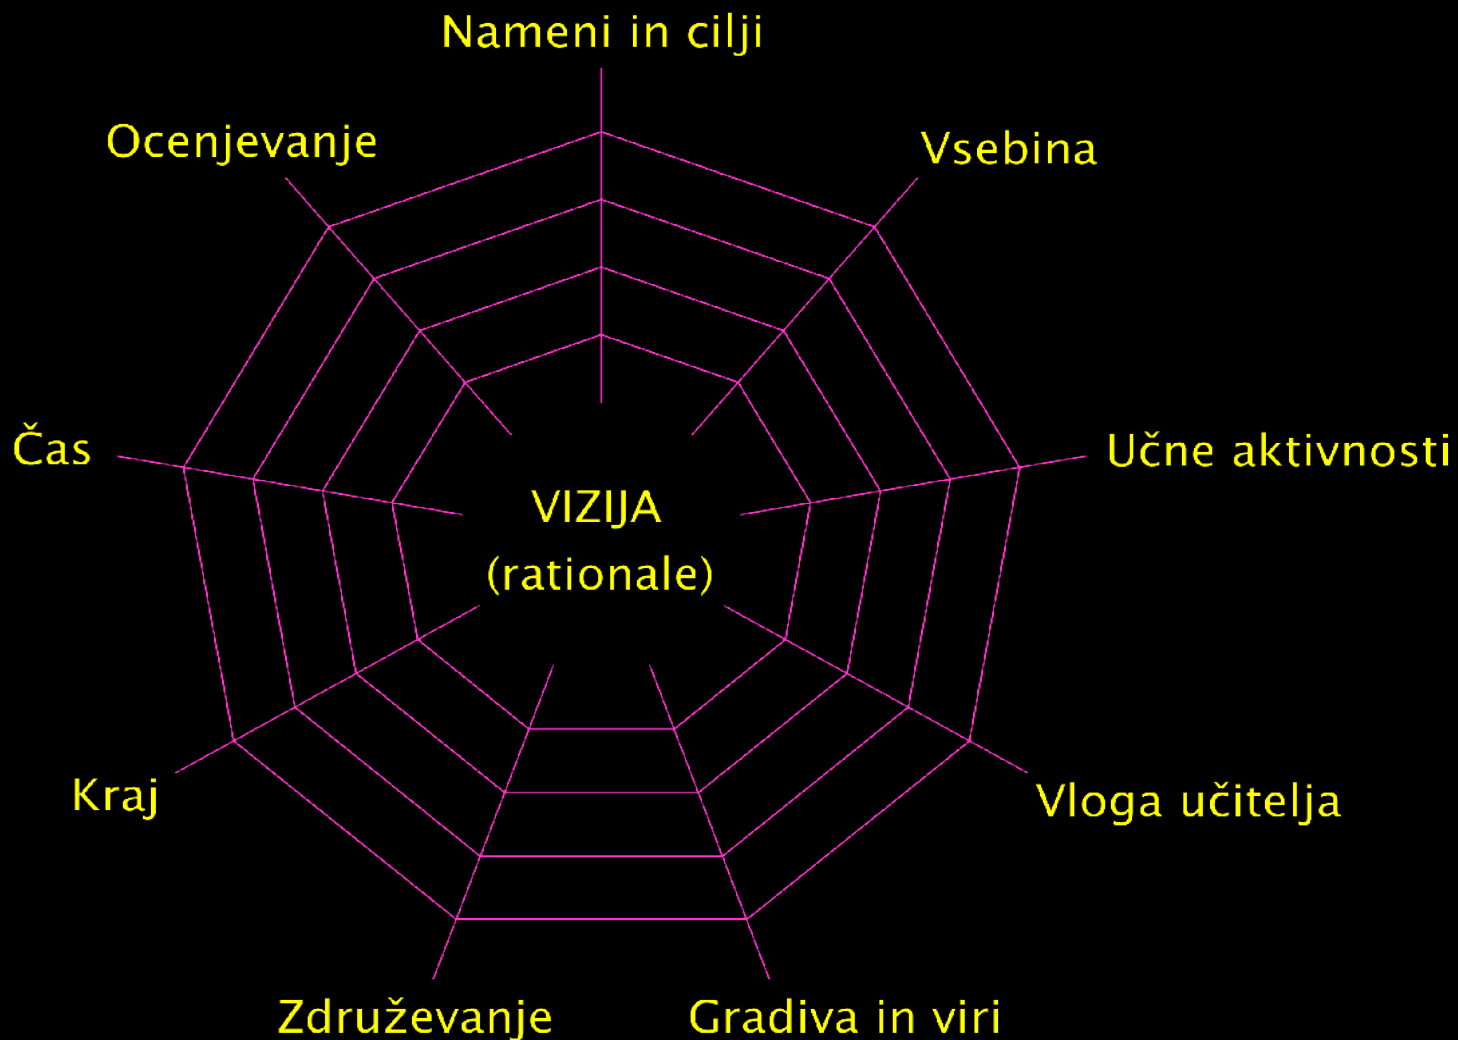 Nameni in cilji
Ocenjevanje
Vsebina
Čas
Učne aktivnosti
VIZIJA
(rationale)
Kraj
Vloga učitelja
Združevanje
Gradiva in viri